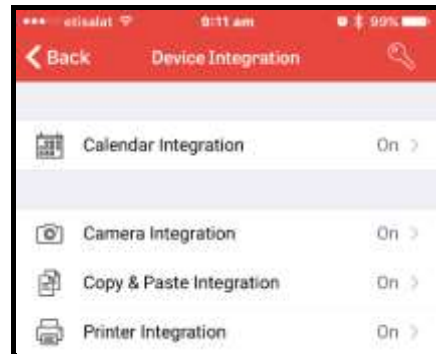 etisalat 9:11 am 99%
Back Device Integration
Calendar Integration On
Camera Integration On
Copy & Paste Integration On
Printer Integration On